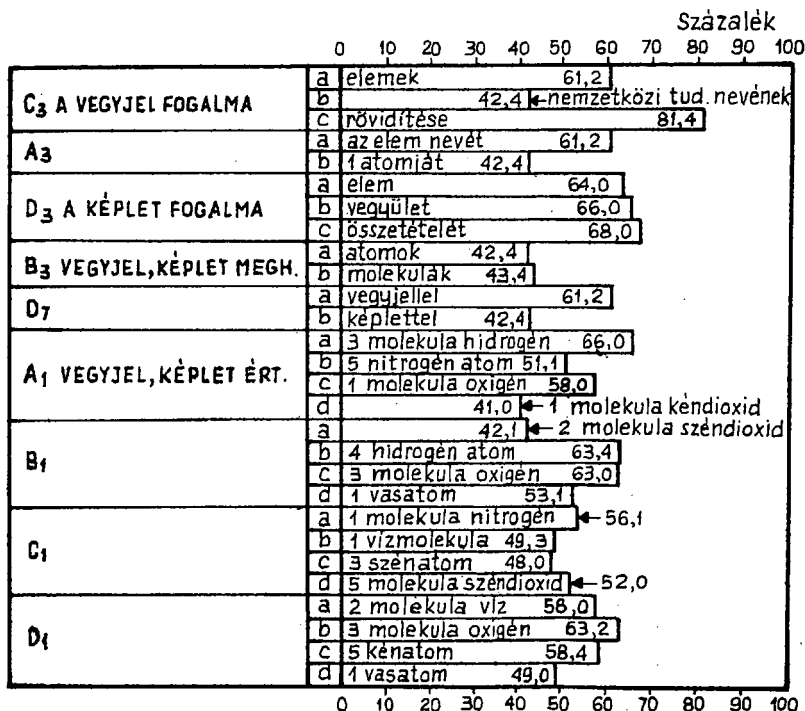 Százalék
0 10 20 30 40 50 60 70 80 90 100
C3 A VEGYJEL FOGALMA
a elemek 61,2
b 42,4 nemzetközi tud. nevének
c rövidítése 81,4
A3
a az elem nevét 61,2
b 1 atomját 42,4
D3 A KÉPLET FOGALMA
a elem 64,0
b vegyület 66,0
c összetételét 68,0
B3 VEGYJEL, KÉPLET MEGH.
a atomok 42,4
b molekulák 43,4
D7
a vegyjellel 61,2
b képlettel 42,4
A1 VEGYJEL, KÉPLET ÉRT.
a 3 molekula hidrogén 66,0
b 5 nitrogén atom 51,1
c 1 molekula oxigén 58,0
d 41,0 1 molekula kéndioxid
B1
a 42,1 2 molekula széndioxid
b 4 hidrogén atom 63,4
c 3 molekula oxigén 63,0
d 1 vasatom 53,1
C1
a 1 molekula nitrogén 56,1
b 1 vízmolekula 49,3
c 3 szénatom 48,0
d 5 molekula széndioxid 52,0
D1
a 2 molekula víz 58,0
b 3 molekula oxigén 63,2
c 5 kénatom 58,4
d 1 vasatom 49,0
0 10 20 30 40 50 60 70 80 90 100